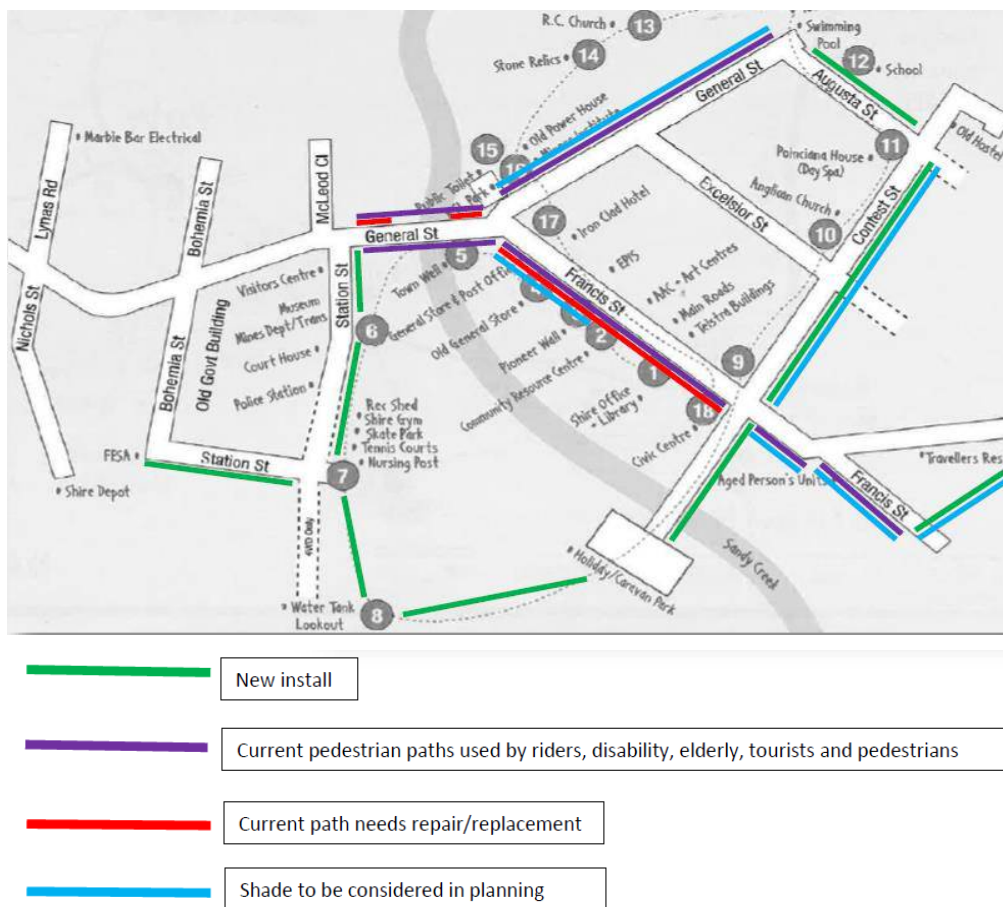 R.C. Church
13
Swimming
Pool
Stone Relics
14
12
School
General St
Augusta St
Marble Bar Electrical
Old Power House
15
11
Old Hostel
Poinciana House
(Day Spa)
Lymas Rd
Bohemia St
McLeod Cl
Public Toilet
Park
Anglican Church
Excelsior St
Contest St
17
Iron Clad Hotel
10
General St
EPIS
Town Well
5
Francis St
AAC + Art Centres
Visitors Centre
General Store & Post Office
Main Roads
Museum
Station St
Telstra Buildings
Nichols St
Old Govt Building
Mines Dept/Trans
6
Old General Store
Court House
Pioneer Wall
2
9
Bohemia St
Police Station
Community Resource Centre
1
Shire Office
+ Library
18
Rec Shed
Shire Gym
Skate Park
Tennis Courts
Nursing Post
Civic Centre
FESA
Station St
7
Aged Person's Units
Travellers Res
Shire Depot
Francis St
4WD Only
Sandy Creek
Holiday/Caravan Park
Water Tank
Lookout
8
New install
Current pedestrian paths used by riders, disability, elderly, tourists and pedestrians
Current path needs repair/replacement
Shade to be considered in planning